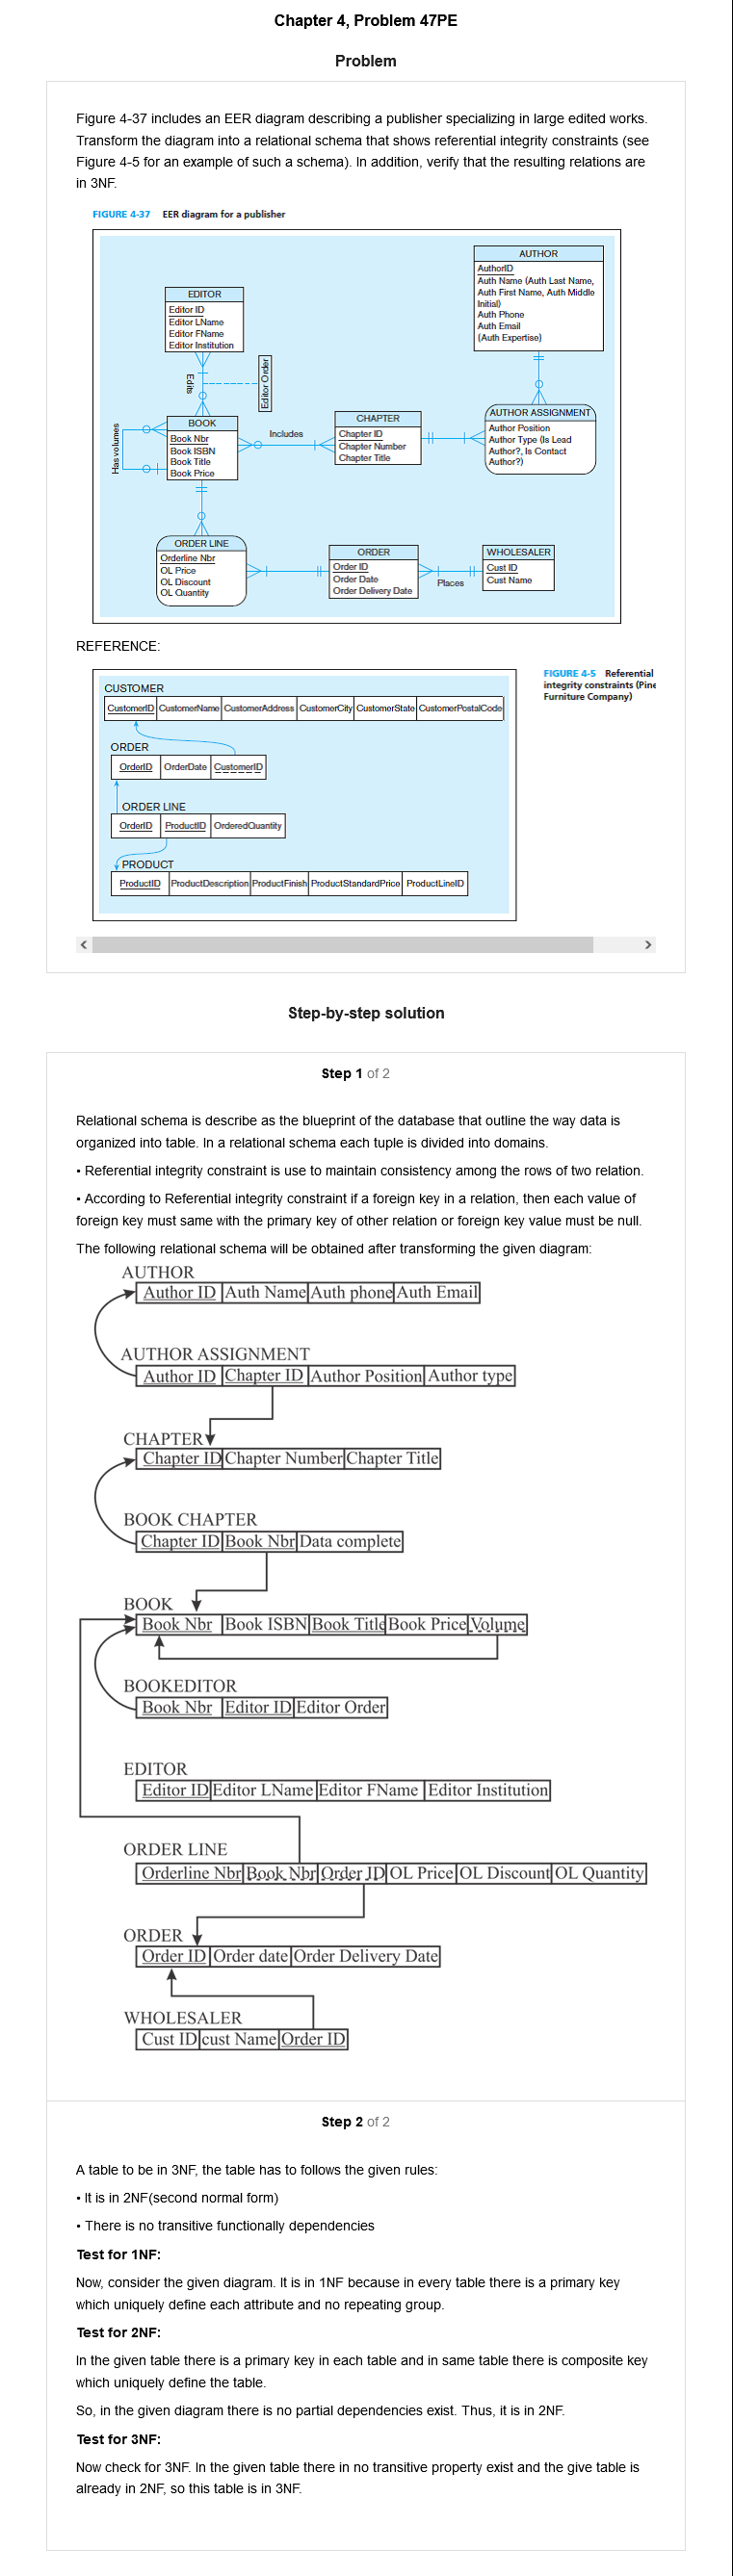 Chapter 4, Problem 47PE
Problem
Figure 4-37 includes an EER diagram describing a publisher specializing in large edited works.
Transform the diagram into a relational schema that shows referential integrity constraints (see
Figure 4-5 for an example of such a schema). In addition, verify that the resulting relations are
in 3NF.
FIGURE 4-37 EER diagram for a publisher
AUTHOR
AuthorID
Auth Name (Auth Last Name,
Auth First Name, Auth Middle
Initial)
Auth Phone
Auth Email
{Auth Expertise}
EDITOR
Editor ID
Editor LName
Editor FName
Editor Institution
Edits
Editor Order
BOOK
Book Nbr
Book ISBN
Book Title
Book Price
Has volumes
Includes
CHAPTER
Chapter ID
Chapter Number
Chapter Title
AUTHOR ASSIGNMENT
Author Position
Author Type (Is Lead
Author?, Is Contact
Author?)
ORDER LINE
Orderline Nbr
OL Price
OL Discount
OL Quantity
ORDER
Order ID
Order Date
Order Delivery Date
Places
WHOLESALER
Cust ID
Cust Name
REFERENCE:
FIGURE 4-5 Referential
integrity constraints (Pine
Furniture Company)
CUSTOMER
CustomerID CustomerName CustomerAddress CustomerCity CustomerState CustomerPostalCode
ORDER
OrderID OrderDate CustomerID
ORDER LINE
OrderID ProductID OrderedQuantity
PRODUCT
ProductID ProductDescription ProductFinish ProductStandardPrice ProductLineID
Step-by-step solution
Step 1 of 2
Relational schema is describe as the blueprint of the database that outline the way data is
organized into table. In a relational schema each tuple is divided into domains.
• Referential integrity constraint is use to maintain consistency among the rows of two relation.
• According to Referential integrity constraint if a foreign key in a relation, then each value of
foreign key must same with the primary key of other relation or foreign key value must be null.
The following relational schema will be obtained after transforming the given diagram:
AUTHOR
Author ID Auth Name Auth phone Auth Email
AUTHOR ASSIGNMENT
Author ID Chapter ID Author Position Author type
CHAPTER
Chapter ID Chapter Number Chapter Title
BOOK CHAPTER
Chapter ID Book Nbr Data complete
BOOK
Book Nbr Book ISBN Book Title Book Price Volume
BOOKEDITOR
Book Nbr Editor ID Editor Order
EDITOR
Editor ID Editor LName Editor FName Editor Institution
ORDER LINE
Orderline Nbr Book Nbr Order ID OL Price OL Discount OL Quantity
ORDER
Order ID Order date Order Delivery Date
WHOLESALER
Cust ID cust Name Order ID
Step 2 of 2
A table to be in 3NF, the table has to follows the given rules:
• It is in 2NF(second normal form)
• There is no transitive functionally dependencies
Test for 1NF:
Now, consider the given diagram. It is in 1NF because in every table there is a primary key
which uniquely define each attribute and no repeating group.
Test for 2NF:
In the given table there is a primary key in each table and in same table there is composite key
which uniquely define the table.
So, in the given diagram there is no partial dependencies exist. Thus, it is in 2NF.
Test for 3NF:
Now check for 3NF. In the given table there in no transitive property exist and the give table is
already in 2NF, so this table is in 3NF.